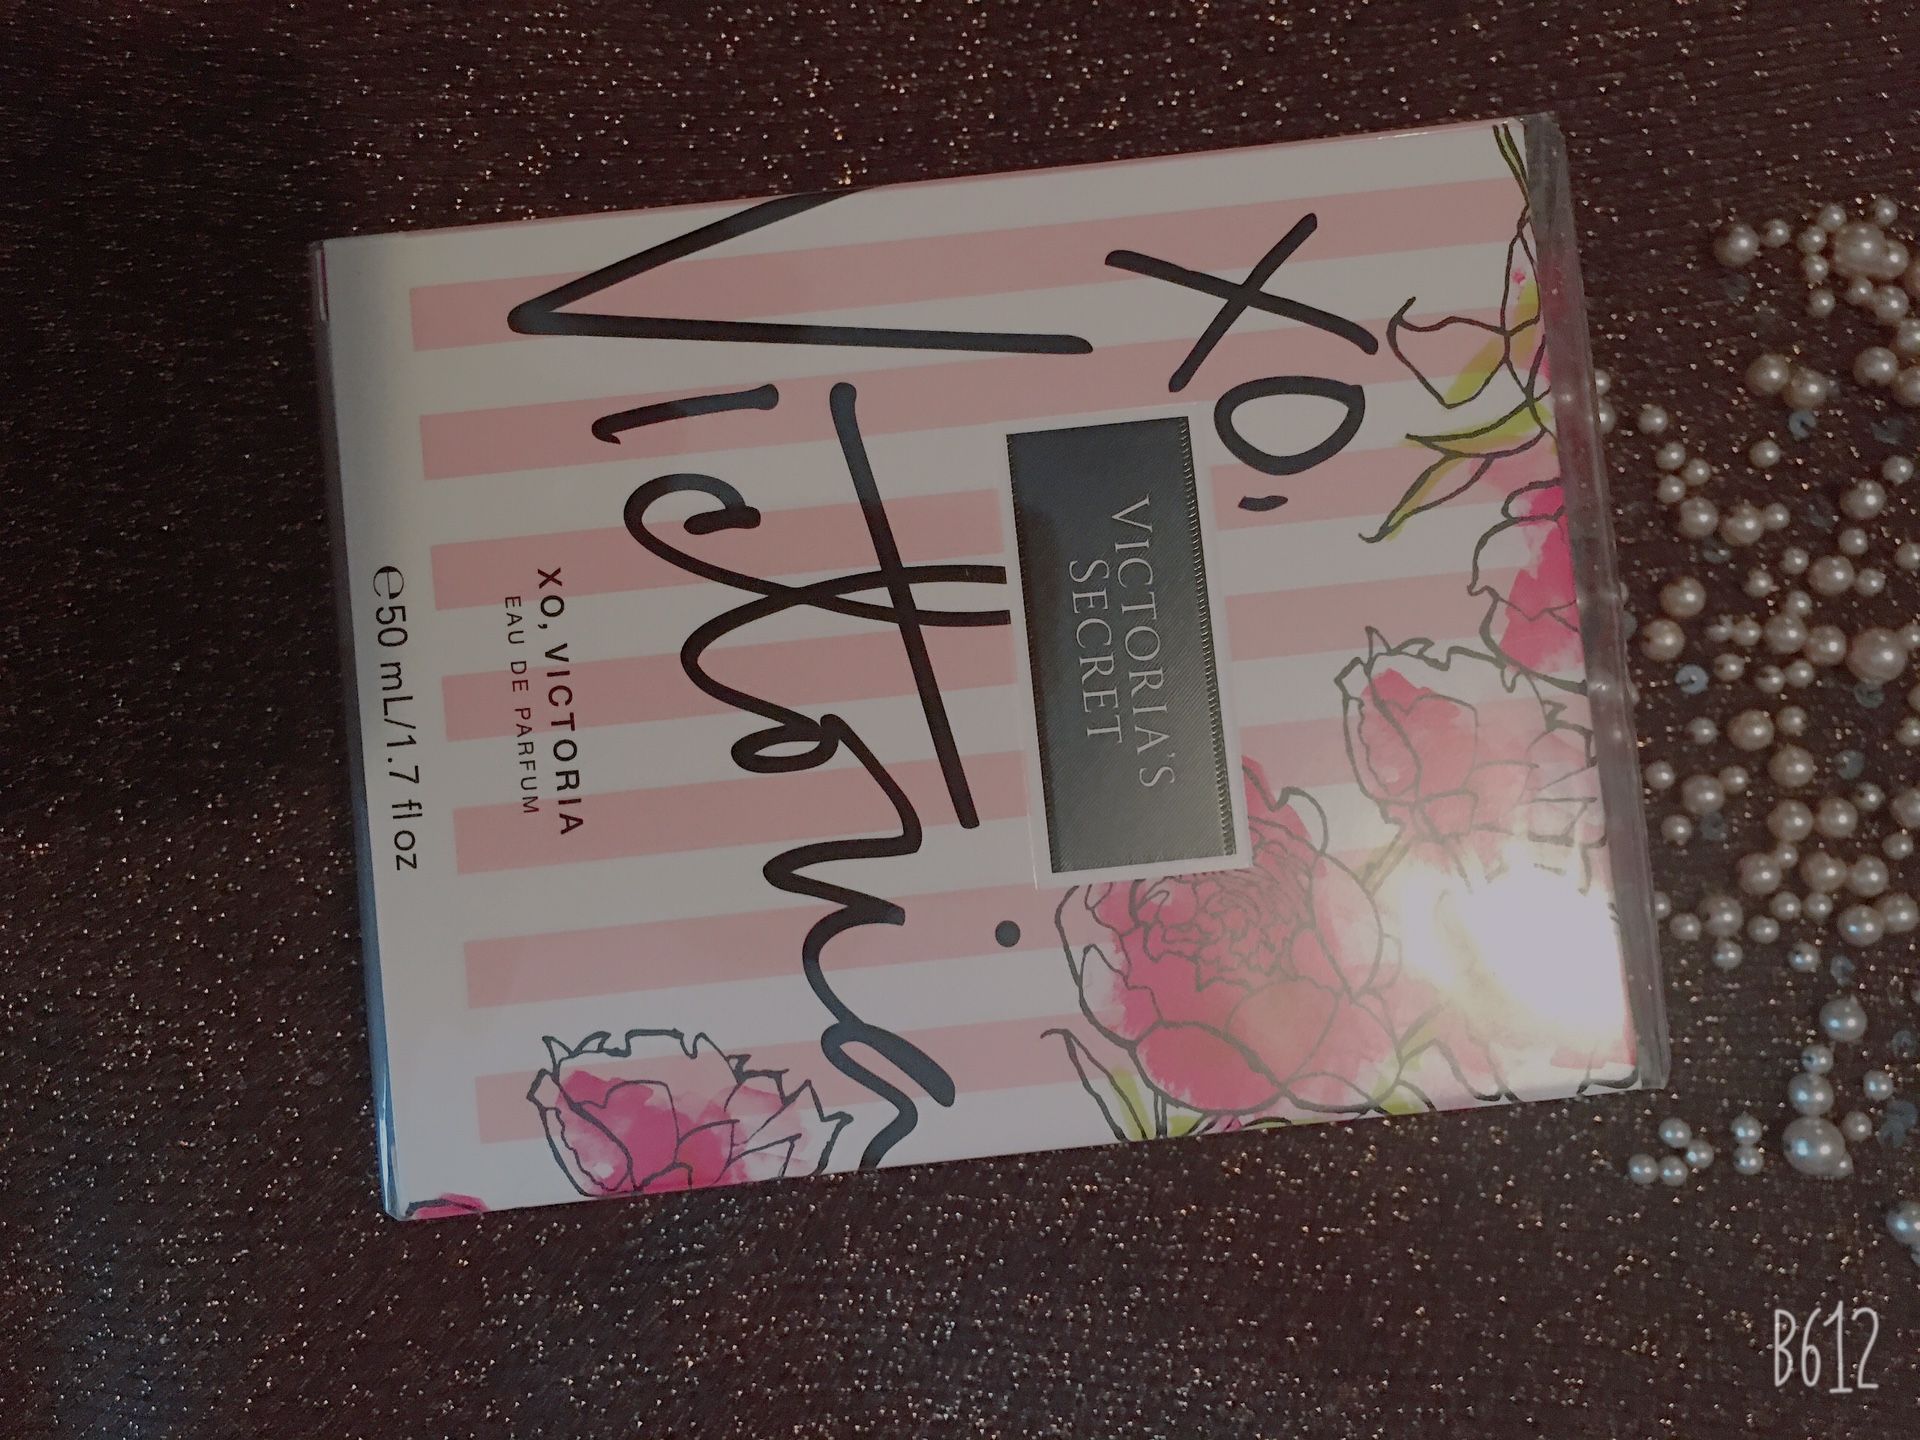 XO,
Victoria
VICTORIA'S
SECRET
XO, VICTORIA
EAU DE PARFUM
℮50 mL/1.7 fl oz
B612